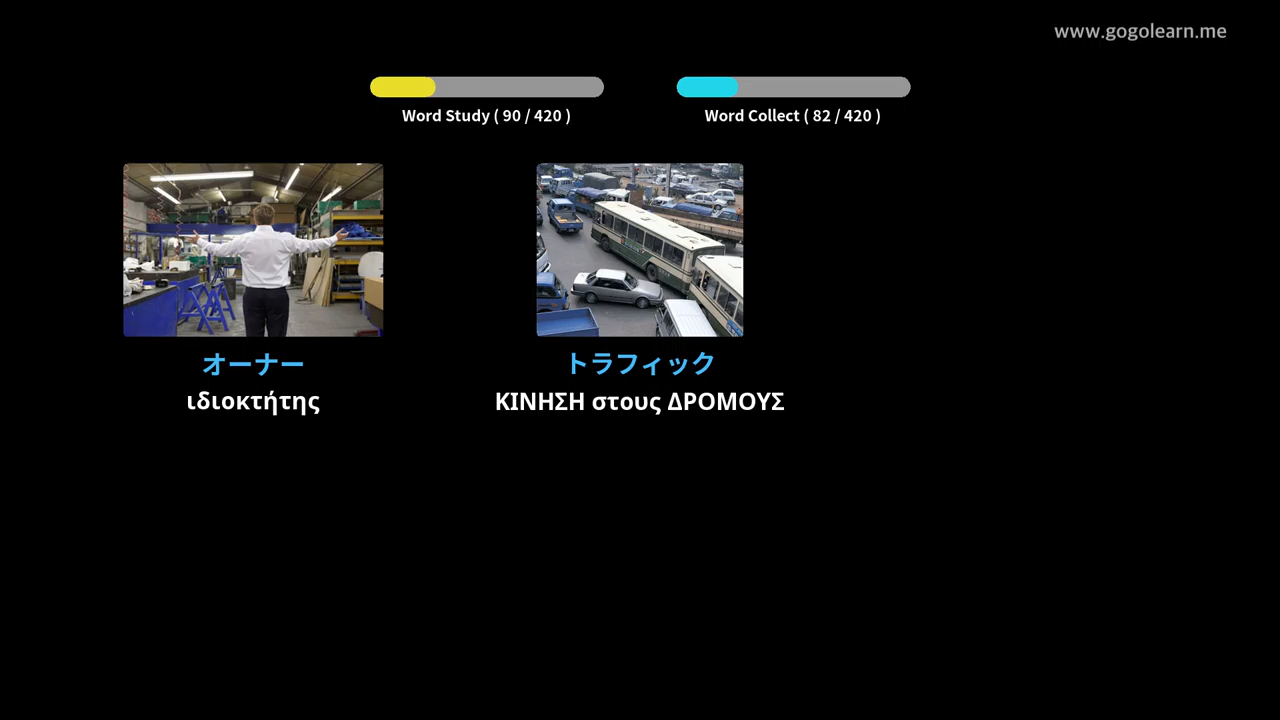 www.gogolearn.me
Word Study ( 90 / 420 )
Word Collect ( 82 / 420 )
オーナー
ιδιοκτήτης
トラフィック
ΚΙΝΗΣΗ στους ΔΡΟΜΟΥΣ